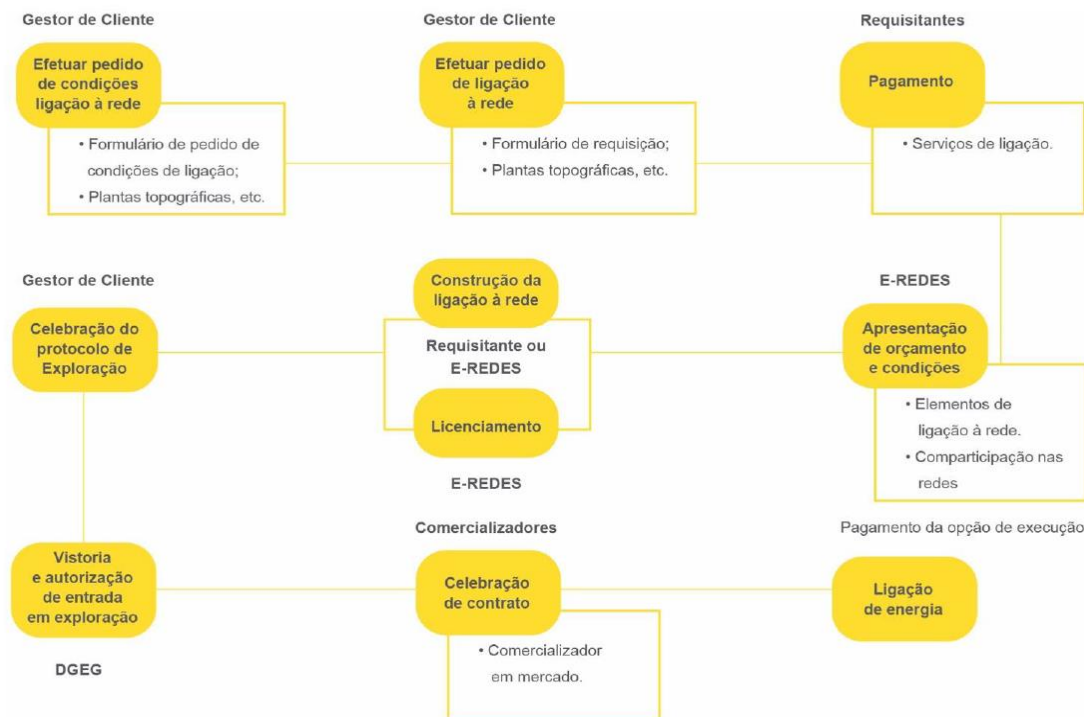 Gestor de Cliente
Efetuar pedido
de condições
ligação à rede
• Formulário de pedido de
condições de ligação;
• Plantas topográficas, etc.
Gestor de Cliente
Efetuar pedido
de ligação
à rede
• Formulário de requisição;
• Plantas topográficas, etc.
Requisitantes
Pagamento
• Serviços de ligação.
Gestor de Cliente
Celebração do
protocolo de
Exploração
Construção da
ligação à rede
Requisitante ou
E-REDES
Licenciamento
E-REDES
E-REDES
Apresentação
de orçamento
e condições
• Elementos de
ligação à rede.
• Comparticipação nas
redes
Pagamento da opção de execução
Vistoria
e autorização
de entrada
em exploração
DGEG
Comercializadores
Celebração
de contrato
• Comercializador
em mercado.
Ligação
de energia